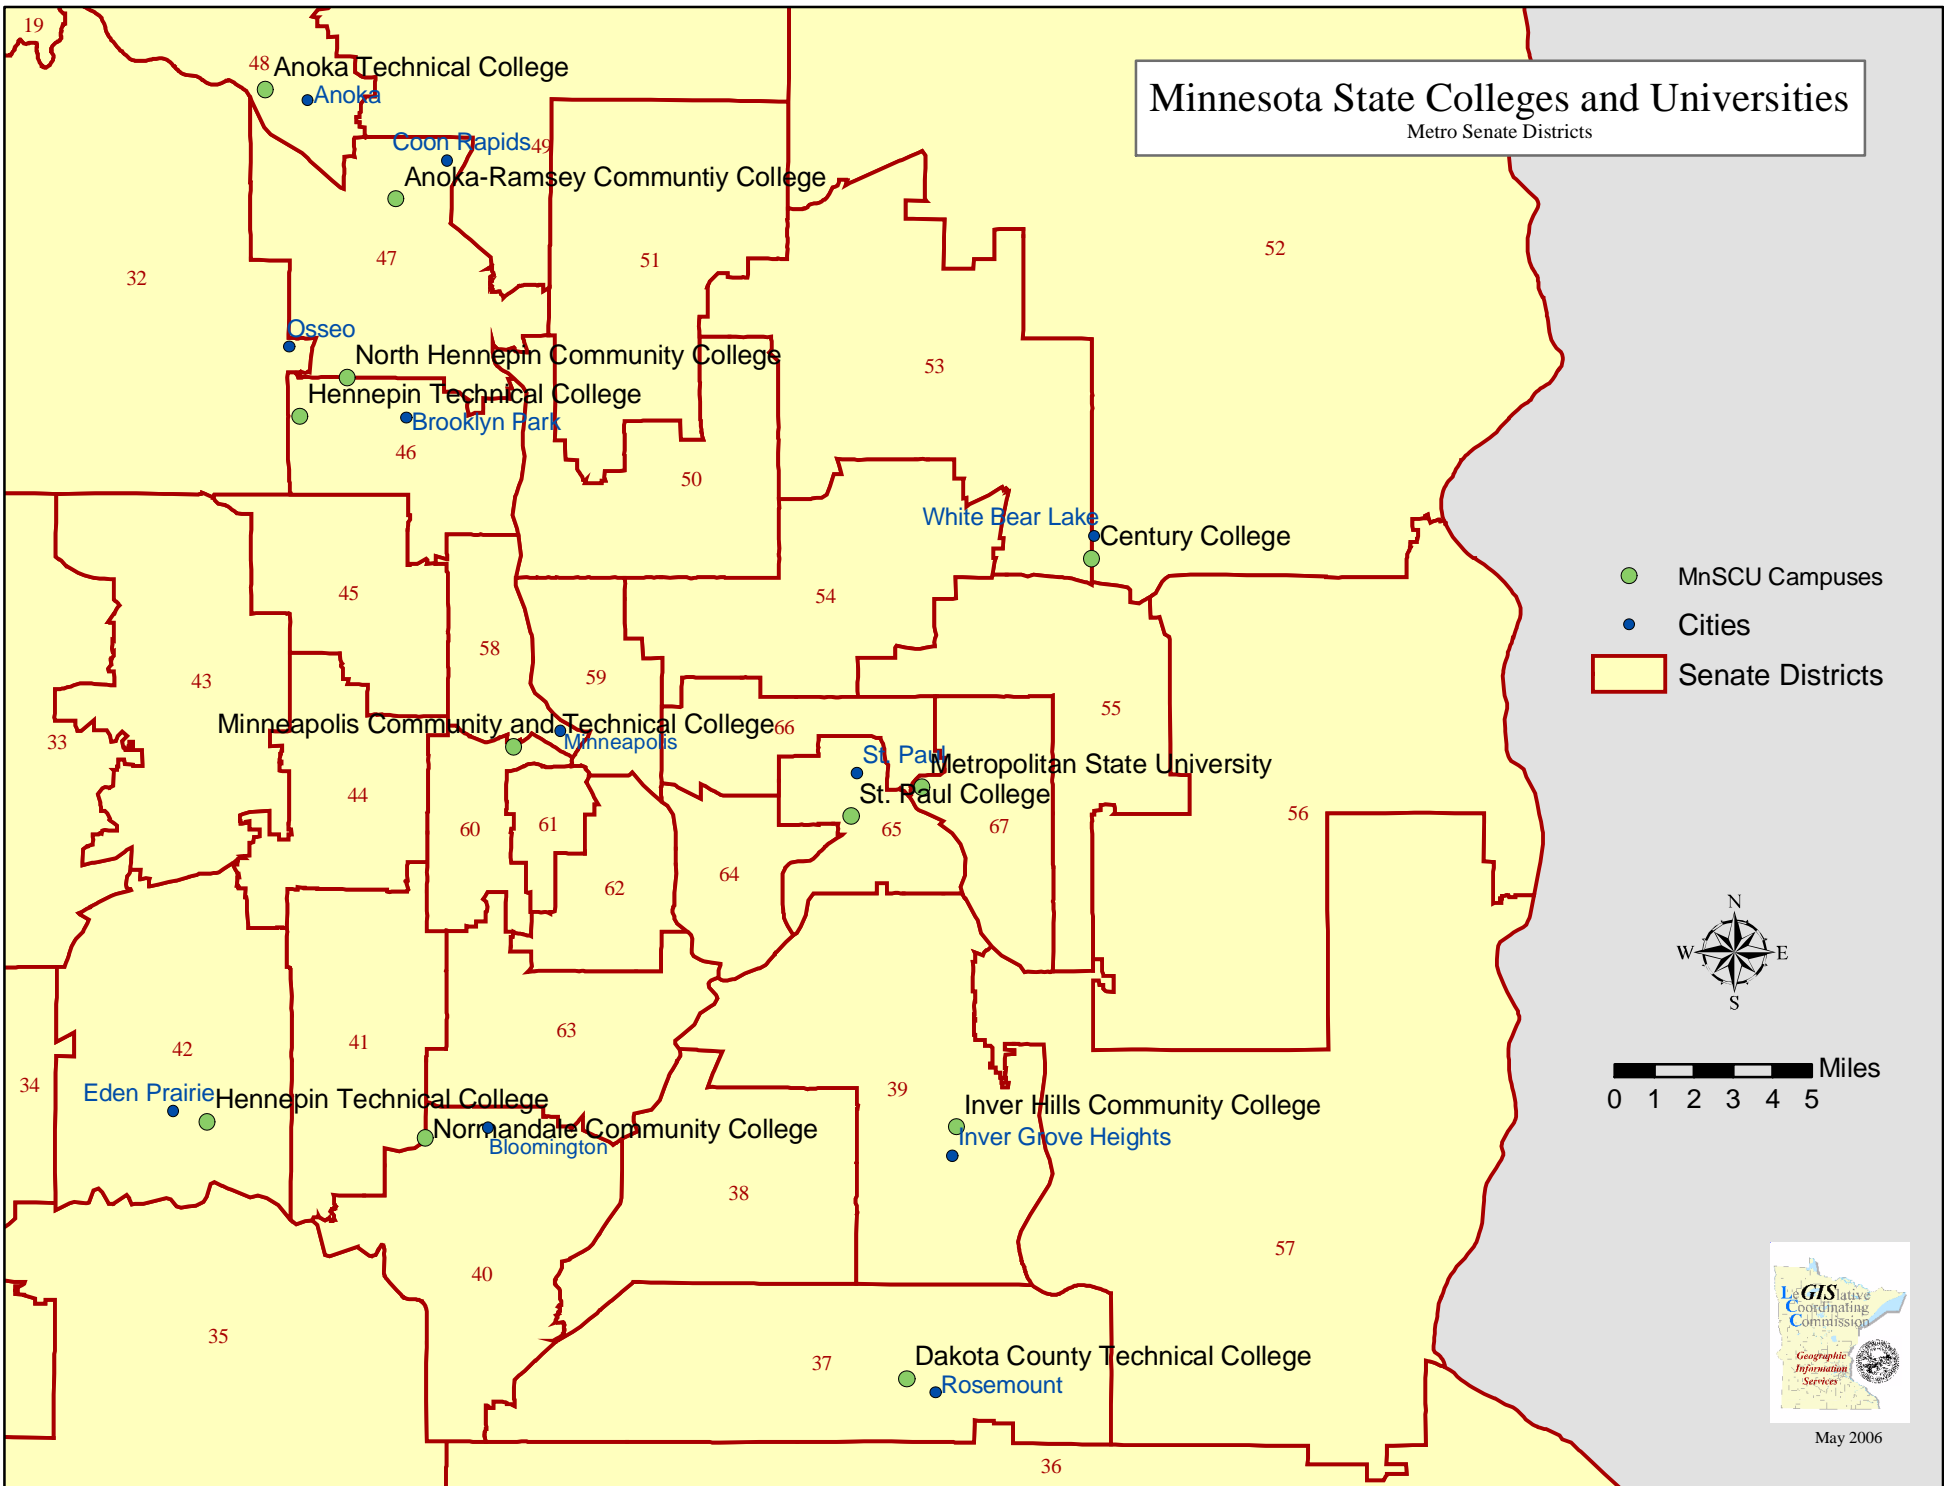 Minnesota State Colleges and Universities
Metro Senate Districts
19
48
Anoka Technical College
Anoka
Coon Rapids
49
Anoka-Ramsey Communtiy College
47
51
52
32
Osseo
North Hennepin Community College
53
Hennepin Technical College
Brooklyn Park
46
50
White Bear Lake
Century College
MnSCU Campuses
Cities
Senate Districts
45
54
58
59
43
55
33
Minneapolis Community and Technical College
66
Minneapolis
St. Paul
Metropolitan State University
St. Paul College
44
60
61
65
67
56
64
62
N
W
E
S
63
41
42
34
39
Miles
0 1 2 3 4 5
Eden Prairie
Hennepin Technical College
Inver Hills Community College
Normandale Community College
Inver Grove Heights
Bloomington
38
57
40
35
37
Dakota County Technical College
Rosemount
36
LeGISlative
Coordinating
Commission
Geographic
Information
Services
May 2006